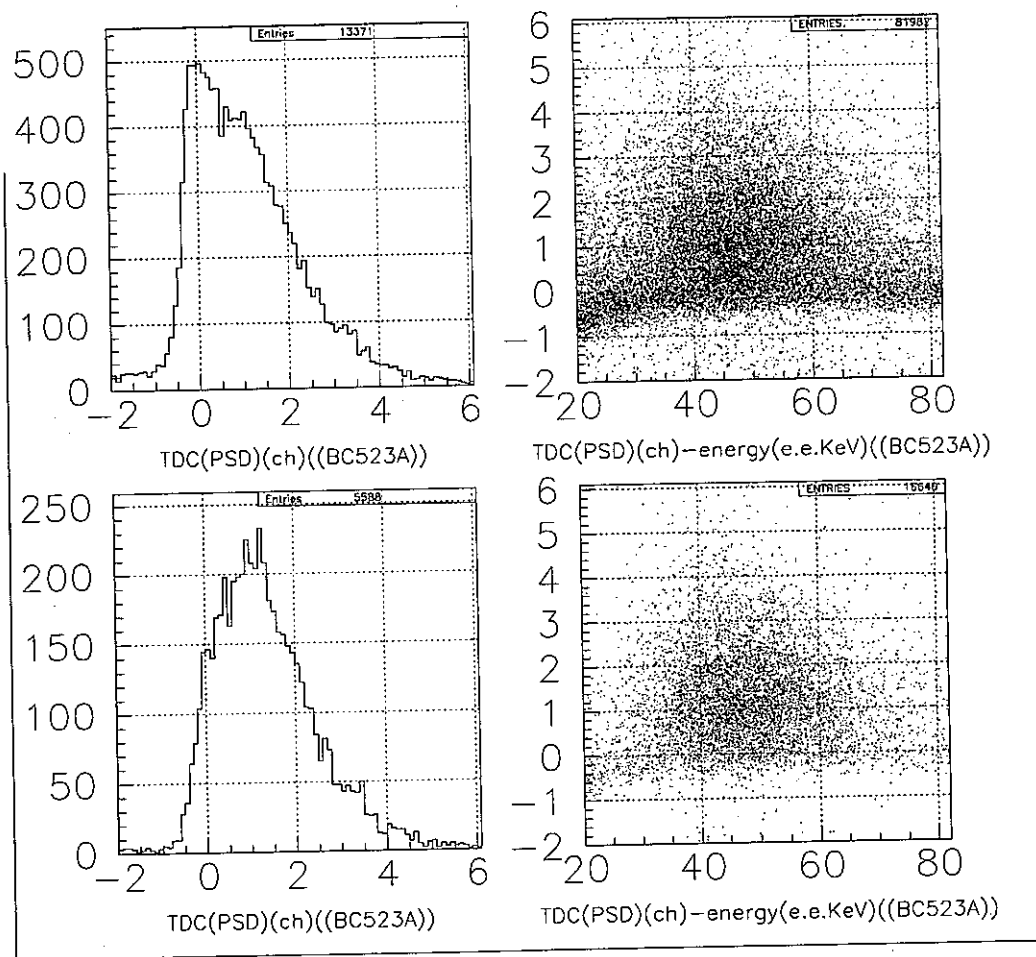 Entries 13371
500
400
300
200
100
0
−2 0 2 4 6
TDC(PSD)(ch)((BC523A))
ENTRIES
6
5
4
3
2
1
0
−1
−2
20 40 60 80
TDC(PSD)(ch)−energy(e.e.KeV)((BC523A))
Entries 5588
250
200
150
100
50
0
−2 0 2 4 6
TDC(PSD)(ch)((BC523A))
ENTRIES
6
5
4
3
2
1
0
−1
−2
20 40 60 80
TDC(PSD)(ch)−energy(e.e.KeV)((BC523A))